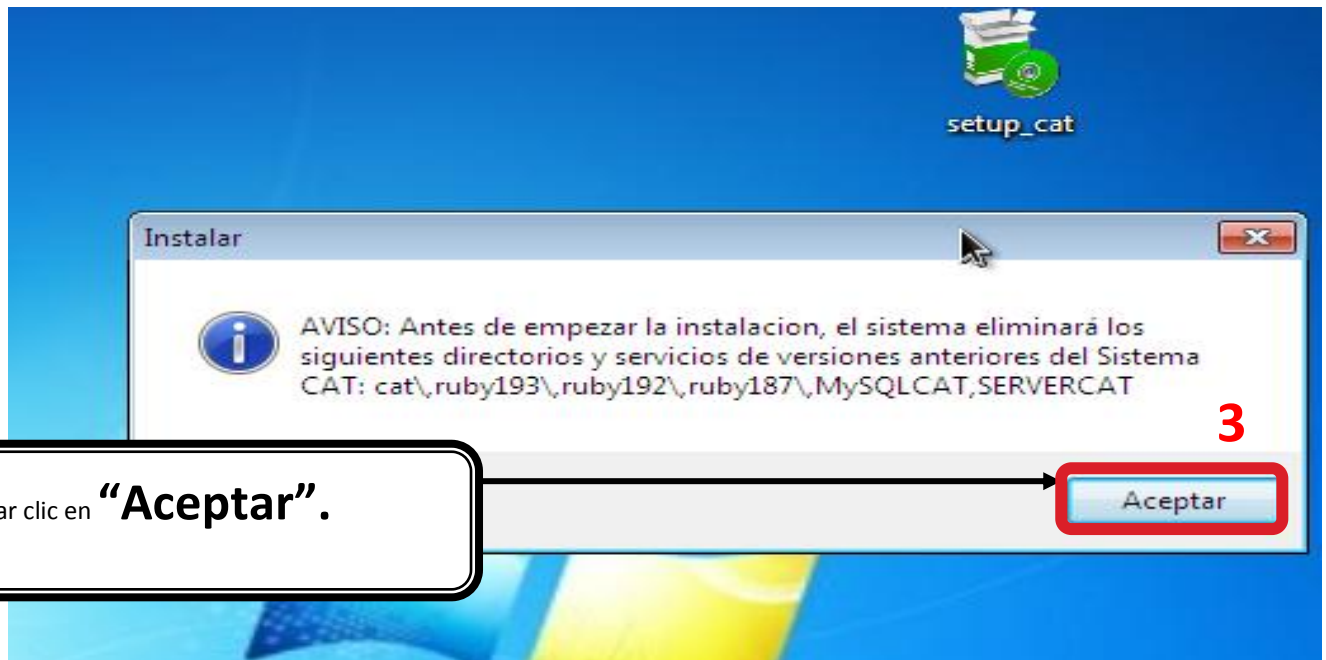 setup_cat
Instalar
AVISO: Antes de empezar la instalacion, el sistema eliminará los
siguientes directorios y servicios de versiones anteriores del Sistema
CAT: cat\,ruby193\,ruby192\,ruby187\,MySQLCAT,SERVERCAT
3
ar clic en “Aceptar”.
Aceptar